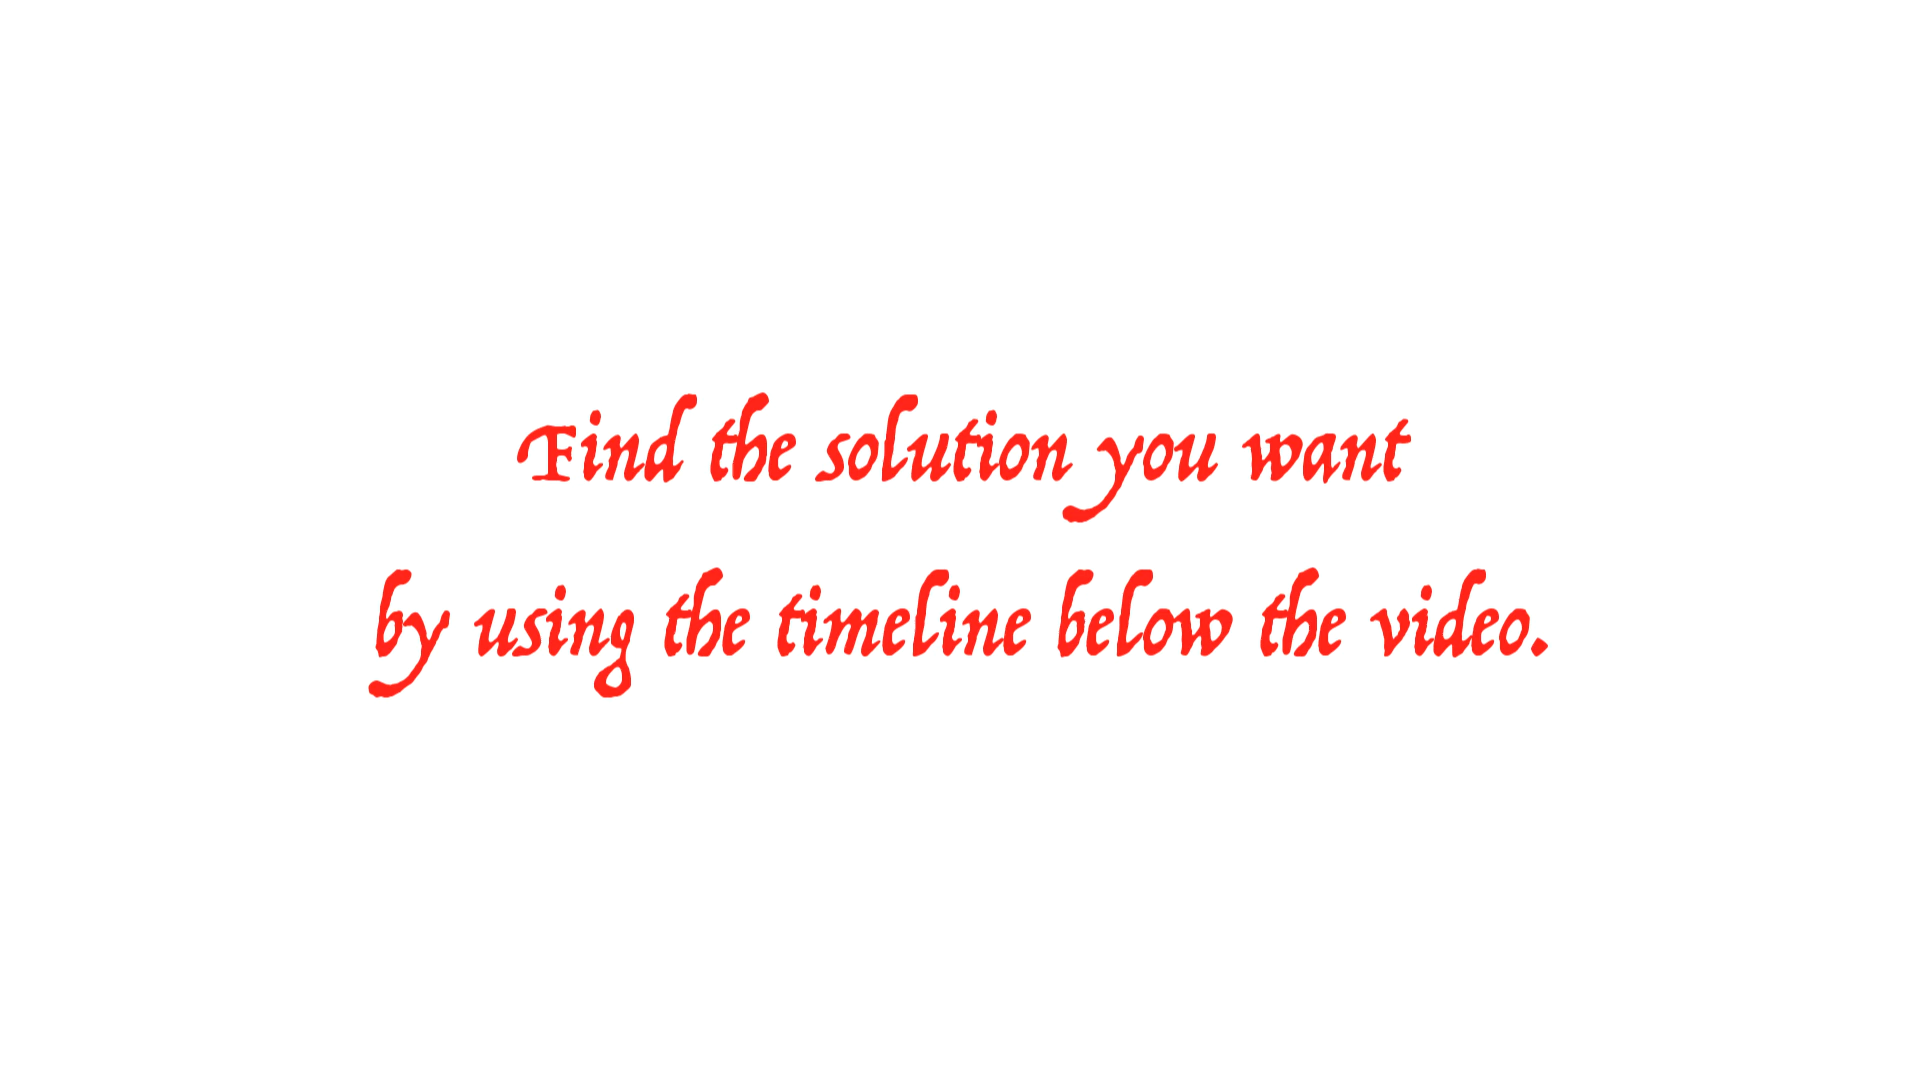 Find the solution you want
by using the timeline below the video.